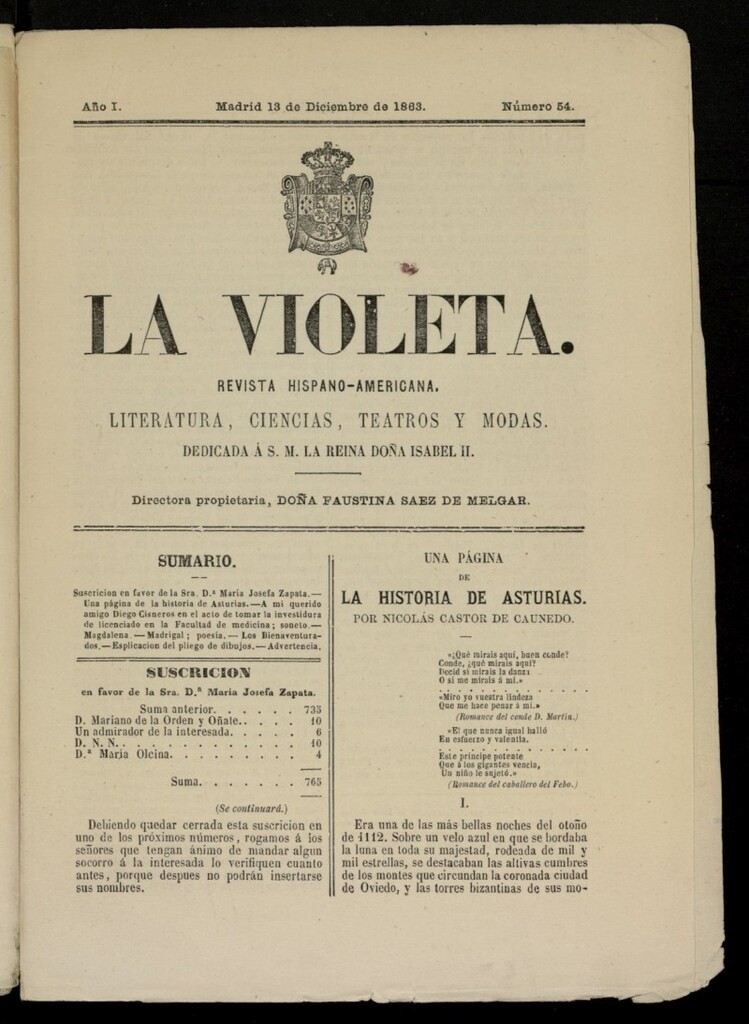 Año I.
Madrid 13 de Diciembre de 1863.
Número 54.
LA VIOLETA.
REVISTA HISPANO-AMERICANA.
LITERATURA, CIENCIAS, TEATROS Y MODAS.
DEDICADA Á S. M. LA REINA DOÑA ISABEL II.
Directora propietaria, DOÑA FAUSTINA SAEZ DE MELGAR.
SUMARIO.
Suscricion en favor de la Sra. D.ª Maria Josefa Zapata.—
Una página de la historia de Asturias.—A mi querido
amigo Diego Cisneros en el acto de tomar la investidura
de licenciado en la Facultad de medicina; soneto.—
Magdalena.—Madrigal; poesía.—Los Bienaventura-
dos.—Esplicacion del pliego de dibujos.—Advertencia.
SUSCRICION
en favor de la Sra. D.ª Maria Josefa Zapata.
Suma anterior. . . . . . 735
D. Mariano de la Orden y Oñate. . . . . 10
Un admirador de la interesada. . . . . 6
D. N. N. . . . . . . . . . . . . 10
D.ª Maria Olcina. . . . . . . . . . 4
Suma. . . . . . . 765
(Se continuará.)
Debiendo quedar cerrada esta suscricion en
uno de los próximos números, rogamos á los
señores que tengan ánimo de mandar algun
socorro á la interesada lo verifiquen cuanto
antes, porque despues no podrán insertarse
sus nombres.
UNA PÁGINA
DE
LA HISTORIA DE ASTURIAS.
POR NICOLÁS CASTOR DE CAUNEDO.
«¿Qué mirais aquí, buen conde?
Conde, ¿qué mirais aquí?
Decid si mirais la danza
O si me mirais á mí.»
. . . . . . . . . . . . . . . .
«Miro yo vuestra lindeza
Que me hace penar á mí.»
(Romance del conde D. Martin.)
«El que nunca igual halló
En esfuerzo y valentía.
. . . . . . . . . . . . . . . .
Este príncipe potente
Que á los gigantes vencia,
Un niño le sujetó.»
(Romance del caballero del Febo.)
I.
Era una de las más bellas noches del otoño
de 1112. Sobre un velo azul en que se bordaba
la luna en toda su majestad, rodeada de mil y
mil estrellas, se destacaban las altivas cumbres
de los montes que circundan la coronada ciudad
de Oviedo, y las torres bizantinas de sus mo-